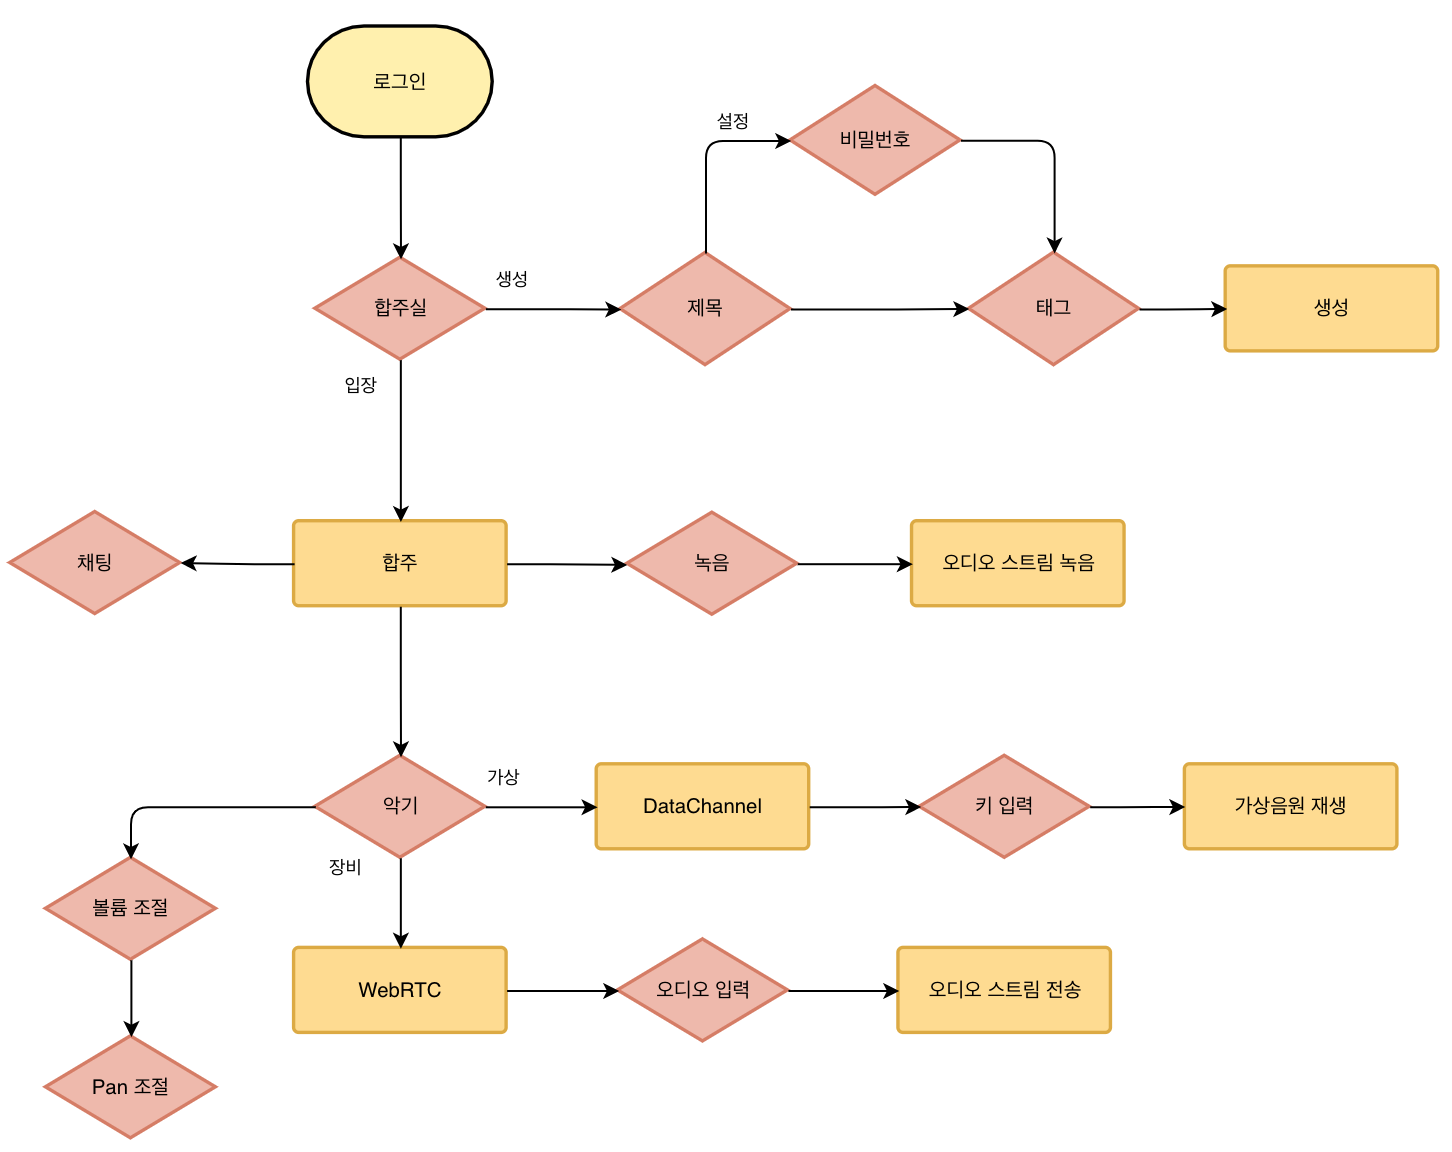 로그인
설정
비밀번호
생성
합주실
제목
태그
생성
입장
채팅
합주
녹음
오디오 스트림 녹음
가상
악기
DataChannel
키 입력
가상음원 재생
장비
볼륨 조절
WebRTC
오디오 입력
오디오 스트림 전송
Pan 조절